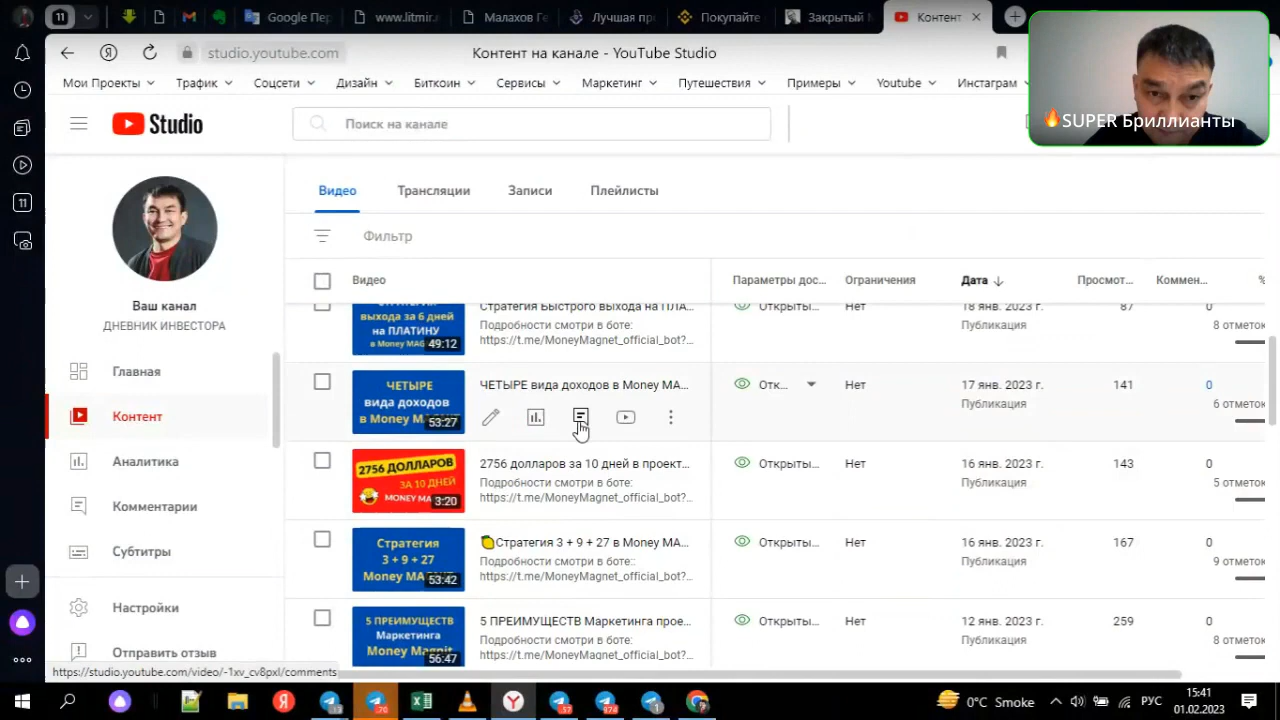 11
Google Пер
www.litmir.
Малахов Ге
Лучшая пр
Покупайте
Закрытый
Контент
studio.youtube.com
Контент на канале - YouTube Studio
Мои Проекты
Трафик
Соцсети
Дизайн
Биткоин
Сервисы
Маркетинг
Путешествия
Примеры
Youtube
Инстаграм
🔥SUPER Бриллианты
Studio
Поиск на канале
11
Ваш канал
ДНЕВНИК ИНВЕСТОРА
Главная
Контент
Аналитика
Комментарии
Субтитры
Настройки
Отправить отзыв
Видео
Трансляции
Записи
Плейлисты
Фильтр
Видео
Параметры дос...
Ограничения
Дата
Просмот...
Коммен...
%
выхода за 6 дней
на ПЛАТИНУ
в Money MAG
49:12
Стратегия Быстрого выхода на ПЛА...
Подробности смотри в боте:
https://t.me/MoneyMagnet_official_bot?...
Открыты...
Нет
18 янв. 2023 г.
Публикация
87
0
8 отметок
ЧЕТЫРЕ
вида доходов
в Money M
53:27
ЧЕТЫРЕ вида доходов в Money MA...
Отк...
Нет
17 янв. 2023 г.
Публикация
141
0
6 отметок
2756 ДОЛЛАРОВ
ЗА 10 ДНЕЙ
MONEY MA
3:20
2756 долларов за 10 дней в проект...
Подробности смотри в боте:
https://t.me/MoneyMagnet_official_bot?...
Открыты...
Нет
16 янв. 2023 г.
Публикация
143
0
5 отметок
Стратегия
3 + 9 + 27
Money MA
53:42
🍋Стратегия 3 + 9 + 27 в Money MA...
Подробности смотри в боте::
https://t.me/MoneyMagnet_official_bot?...
Открыты...
Нет
16 янв. 2023 г.
Публикация
167
0
9 отметок
5 ПРЕИМУЩЕСТВ
Маркетинга
Money Magnit
56:47
5 ПРЕИМУЩЕСТВ Маркетинга прое...
Подробности смотри в боте:
https://t.me/MoneyMagnet_official_bot?...
Открыты...
Нет
12 янв. 2023 г.
Публикация
259
0
8 отметок
https://studio.youtube.com/video/-1xv_cv8pxI/comments
13
70
37
974
1
0°C Smoke
РУС
15:41
01.02.2023